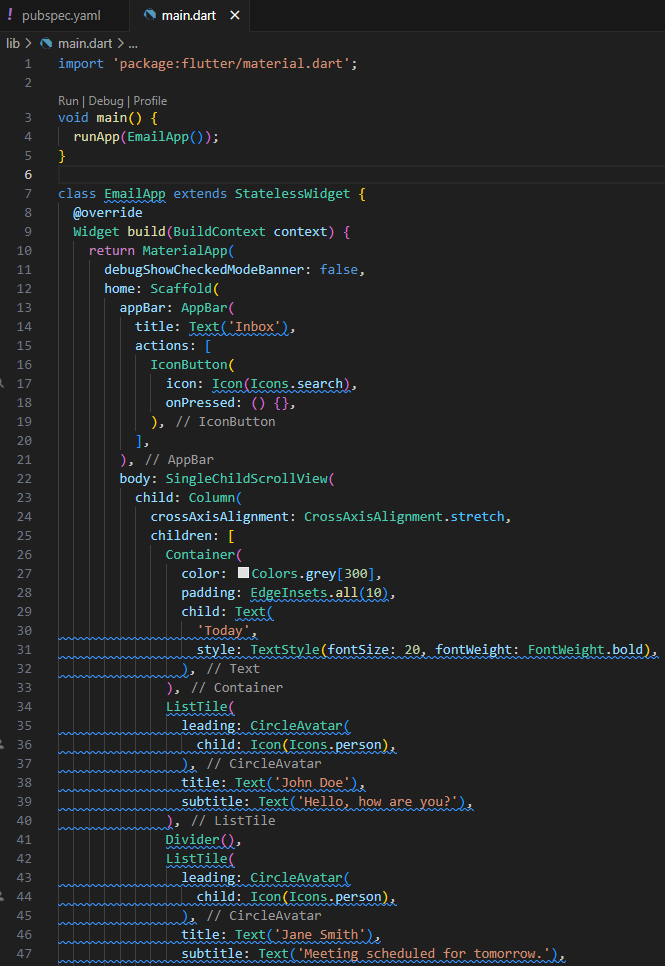 ! pubspec.yaml main.dart ×
lib > main.dart > ...
1 import 'package:flutter/material.dart';
2
Run | Debug | Profile
3 void main() {
4   runApp(EmailApp());
5 }
6
7 class EmailApp extends StatelessWidget {
8   @override
9   Widget build(BuildContext context) {
10     return MaterialApp(
11       debugShowCheckedModeBanner: false,
12       home: Scaffold(
13         appBar: AppBar(
14           title: Text('Inbox'),
15           actions: [
16             IconButton(
17               icon: Icon(Icons.search),
18               onPressed: () {},
19             ), // IconButton
20           ],
21         ), // AppBar
22         body: SingleChildScrollView(
23           child: Column(
24             crossAxisAlignment: CrossAxisAlignment.stretch,
25             children: [
26               Container(
27                 color: Colors.grey[300],
28                 padding: EdgeInsets.all(10),
29                 child: Text(
30                   'Today',
31                   style: TextStyle(fontSize: 20, fontWeight: FontWeight.bold),
32                 ), // Text
33               ), // Container
34               ListTile(
35                 leading: CircleAvatar(
36                   child: Icon(Icons.person),
37                 ), // CircleAvatar
38                 title: Text('John Doe'),
39                 subtitle: Text('Hello, how are you?'),
40               ), // ListTile
41               Divider(),
42               ListTile(
43                 leading: CircleAvatar(
44                   child: Icon(Icons.person),
45                 ), // CircleAvatar
46                 title: Text('Jane Smith'),
47                 subtitle: Text('Meeting scheduled for tomorrow.'),